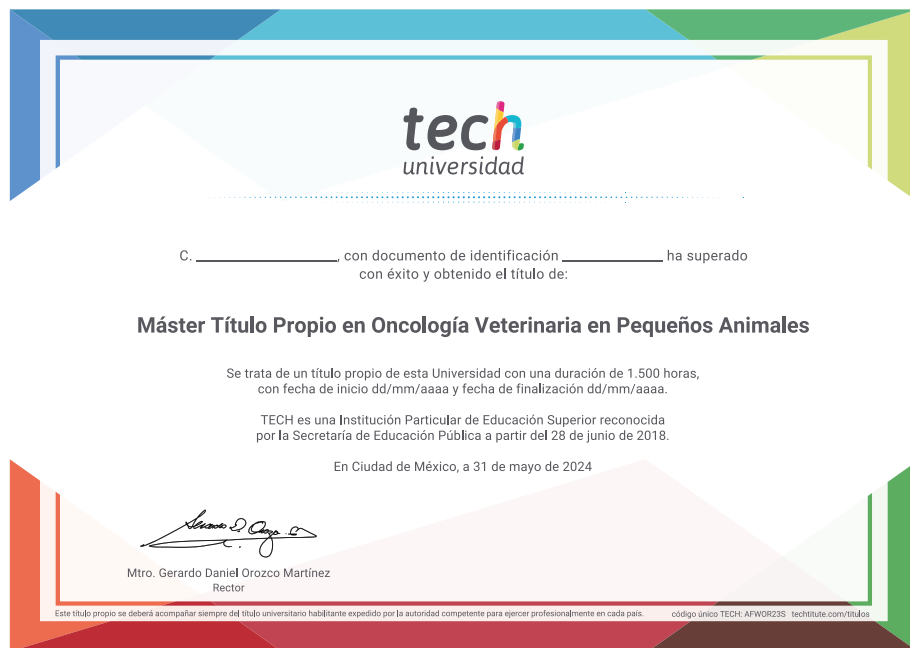 tech
universidad
C. ____________________, con documento de identificación ______________ ha superado
con éxito y obtenido el título de:
Máster Título Propio en Oncología Veterinaria en Pequeños Animales
Se trata de un título propio de esta Universidad con una duración de 1.500 horas,
con fecha de inicio dd/mm/aaaa y fecha de finalización dd/mm/aaaa.
TECH es una Institución Particular de Educación Superior reconocida
por la Secretaría de Educación Pública a partir del 28 de junio de 2018.
En Ciudad de México, a 31 de mayo de 2024
Mtro. Gerardo Daniel Orozco Martínez
Rector
Este título propio se deberá acompañar siempre del título universitario habilitante expedido por la autoridad competente para ejercer profesionalmente en cada país. código único TECH: AFWOR23S techtitute.com/titulos